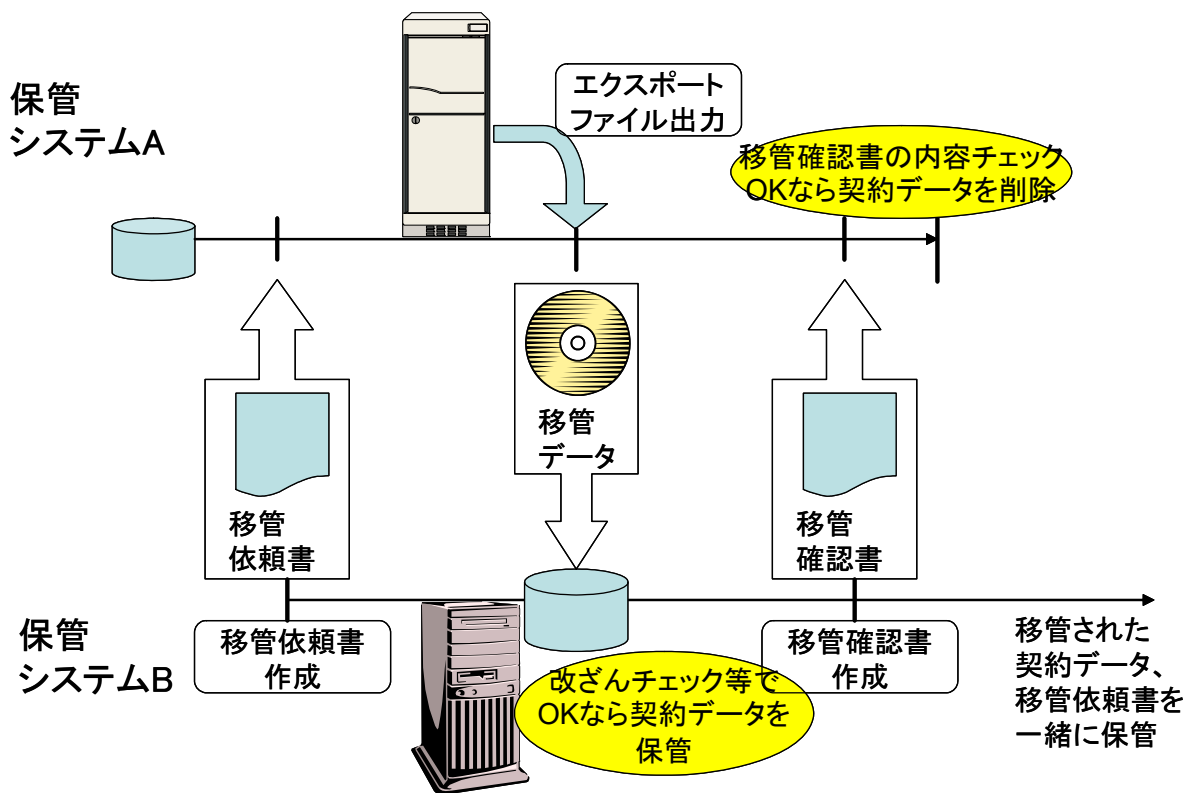 保管
システムA
エクスポート
ファイル出力
移管確認書の内容チェック
OKなら契約データを削除
移管
依頼書
移管
データ
移管
確認書
保管
システムB
移管依頼書
作成
改ざんチェック等で
OKなら契約データを
保管
移管確認書
作成
移管された
契約データ、
移管依頼書を
一緒に保管